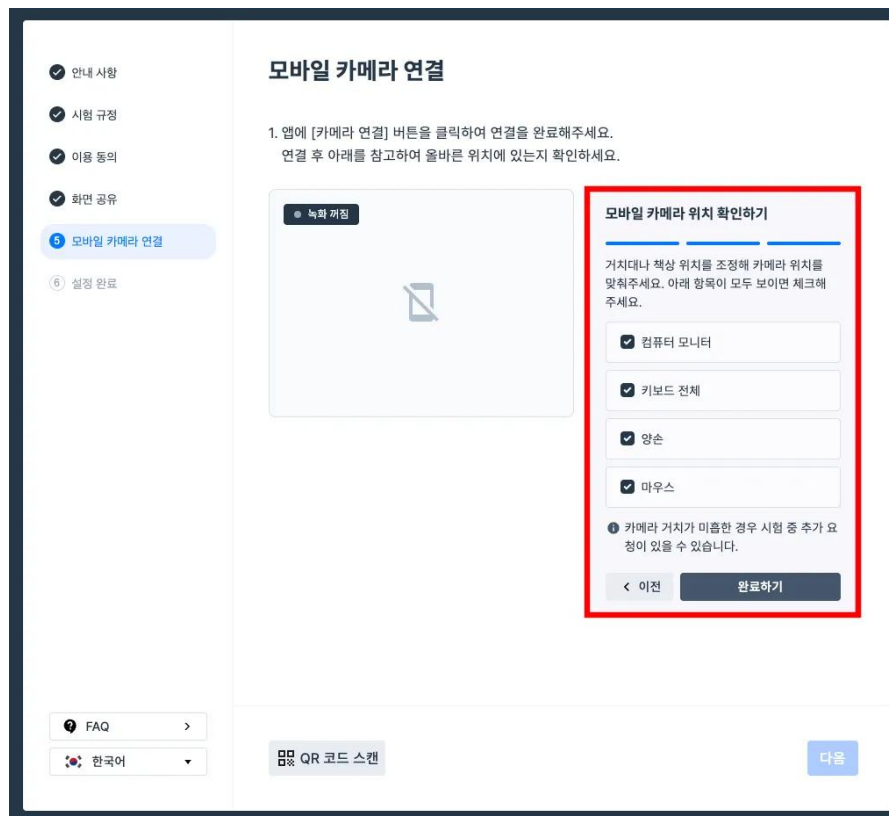 안내 사항
시험 규정
이용 동의
화면 공유
5 모바일 카메라 연결
6 설정 완료
모바일 카메라 연결
1. 앱에 [카메라 연결] 버튼을 클릭하여 연결을 완료해주세요.
연결 후 아래를 참고하여 올바른 위치에 있는지 확인하세요.
녹화 꺼짐
모바일 카메라 위치 확인하기
거치대나 책상 위치를 조정해 카메라 위치를
맞춰주세요. 아래 항목이 모두 보이면 체크해
주세요.
컴퓨터 모니터
키보드 전체
양손
마우스
카메라 거치가 미흡한 경우 시험 중 추가 요
청이 있을 수 있습니다.
이전
완료하기
FAQ
한국어
QR 코드 스캔
다음